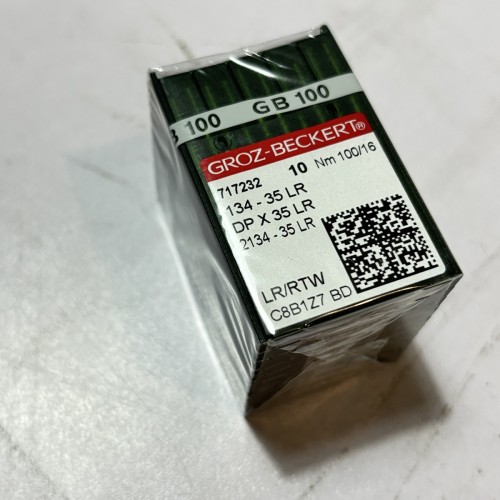 B 100 GB 100
GROZ-BECKERT®
717232 10 Nm 100/16
134 - 35 LR
DP X 35 LR
2134 - 35 LR
LR/RTW
C8B1Z7 BD